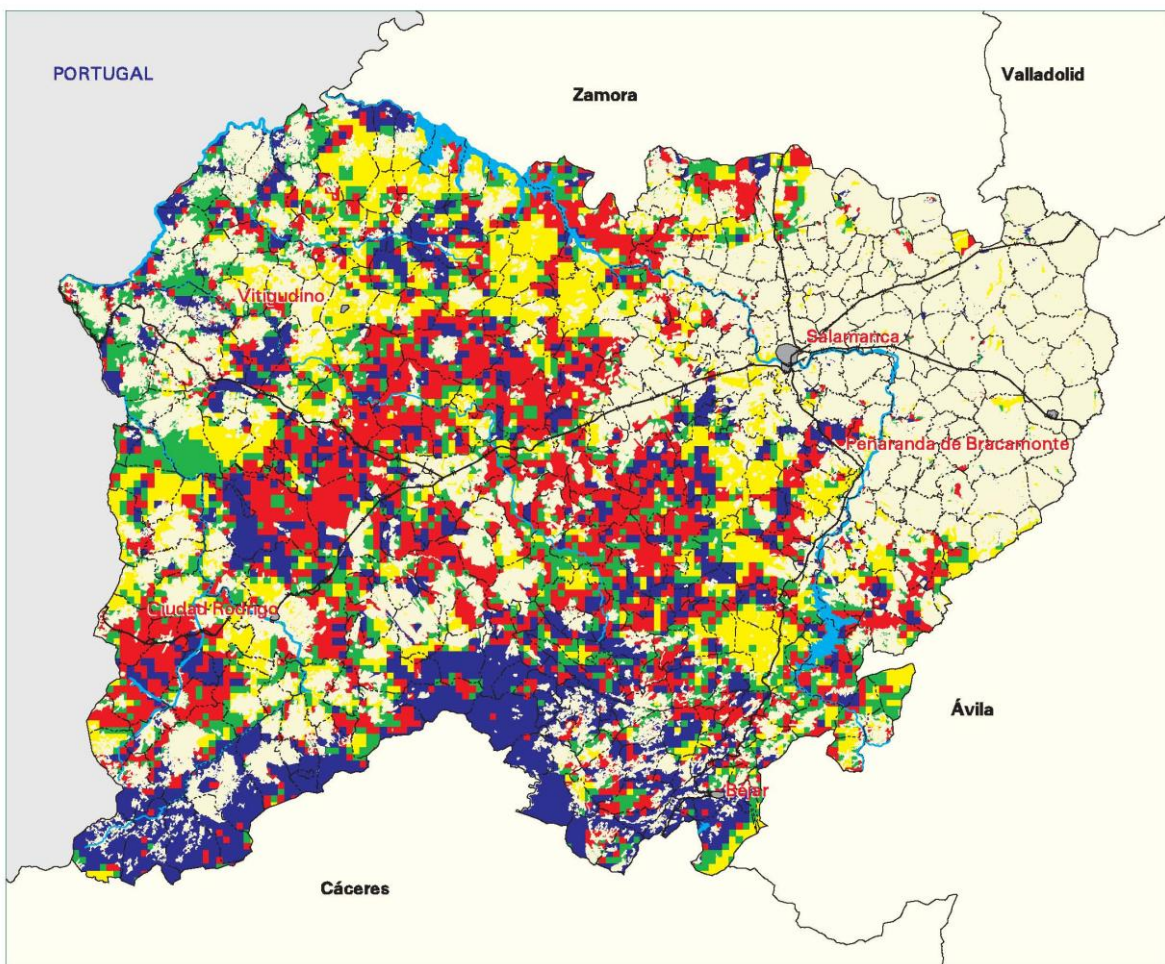 PORTUGAL
Valladolid
Zamora
Vitigudino
Salamanca
Peñaranda de Bracamonte
Ciudad Rodrigo
Ávila
Béjar
Cáceres